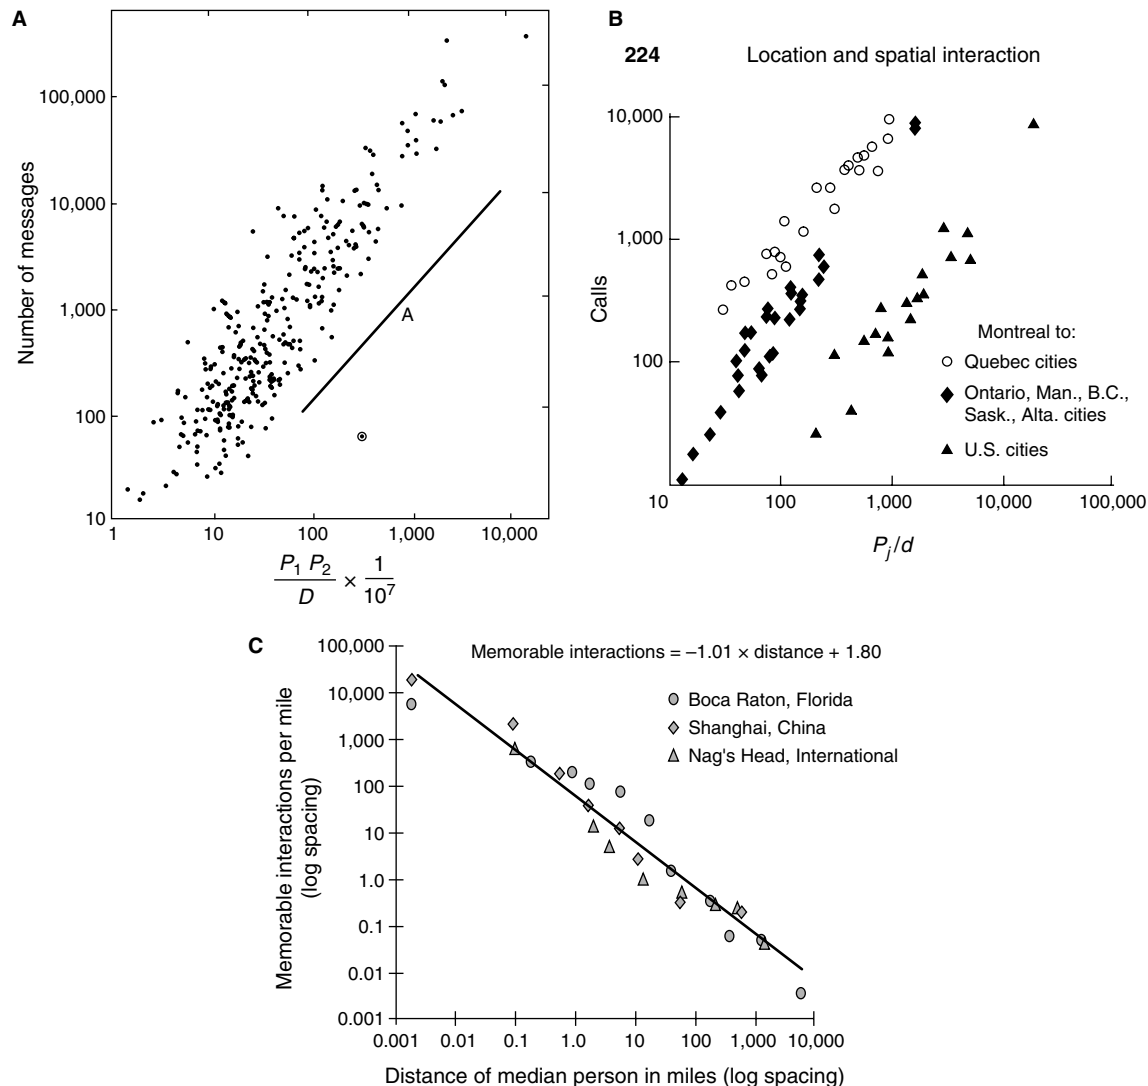 A
100,000
10,000
1,000
100
10
Number of messages
A
1
10
100
1,000
10,000
P₁ P₂
D
×
1
10⁷
B
224
Location and spatial interaction
10,000
1,000
100
Calls
Montreal to:
Quebec cities
Ontario, Man., B.C.,
Sask., Alta. cities
U.S. cities
10
100
1,000
10,000
100,000
Pⱼ/d
C
Memorable interactions = –1.01 × distance + 1.80
100,000
10,000
1,000
100
10
1.0
0.1
0.01
0.001
Memorable interactions per mile
(log spacing)
Boca Raton, Florida
Shanghai, China
Nag's Head, International
0.001
0.01
0.1
1.0
10
100
1,000
10,000
Distance of median person in miles (log spacing)